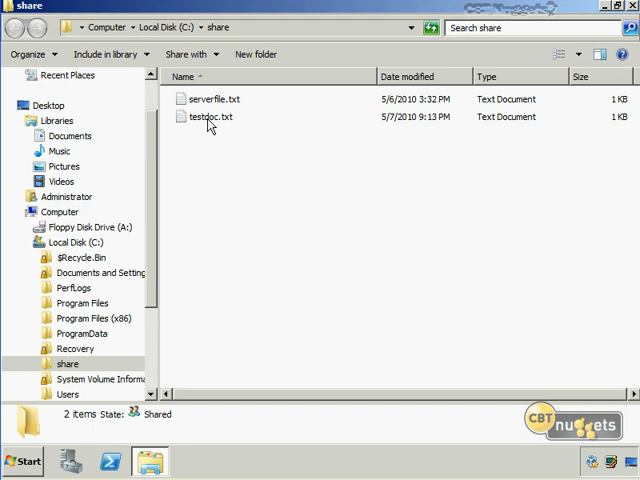 share
CBT Nuggets
Computer Local Disk (C:) share
Search share
Organize Include in library Share with New folder
Name Date modified Type Size
serverfile.txt 5/6/2010 3:32 PM Text Document 1 KB
testdoc.txt 5/7/2010 9:13 PM Text Document 1 KB
Recent Places
Desktop
Libraries
Documents
Music
Pictures
Videos
Administrator
Computer
Floppy Disk Drive (A:)
Local Disk (C:)
$Recycle.Bin
Documents and Setting
PerfLogs
Program Files
Program Files (x86)
ProgramData
Recovery
share
System Volume Informa
Users
2 items State: Shared
CBT nuggets
Start